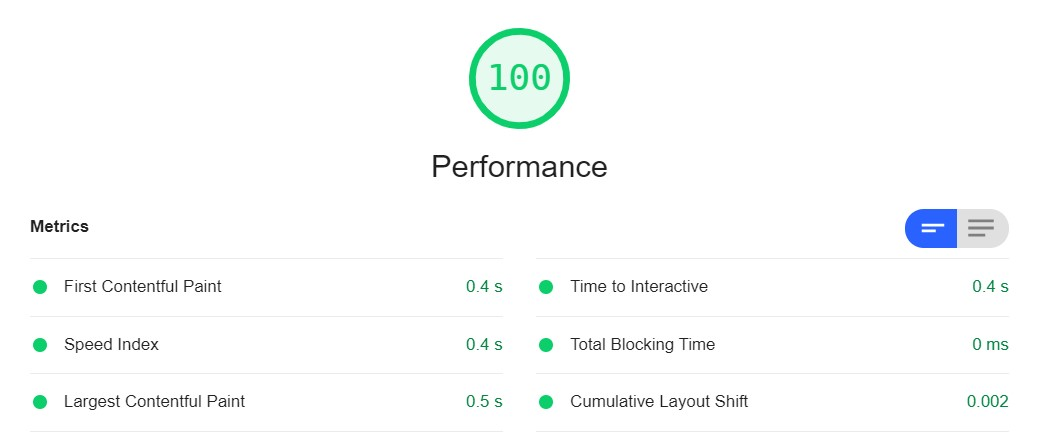 100
Performance
Metrics
First Contentful Paint 0.4 s
Time to Interactive 0.4 s
Speed Index 0.4 s
Total Blocking Time 0 ms
Largest Contentful Paint 0.5 s
Cumulative Layout Shift 0.002